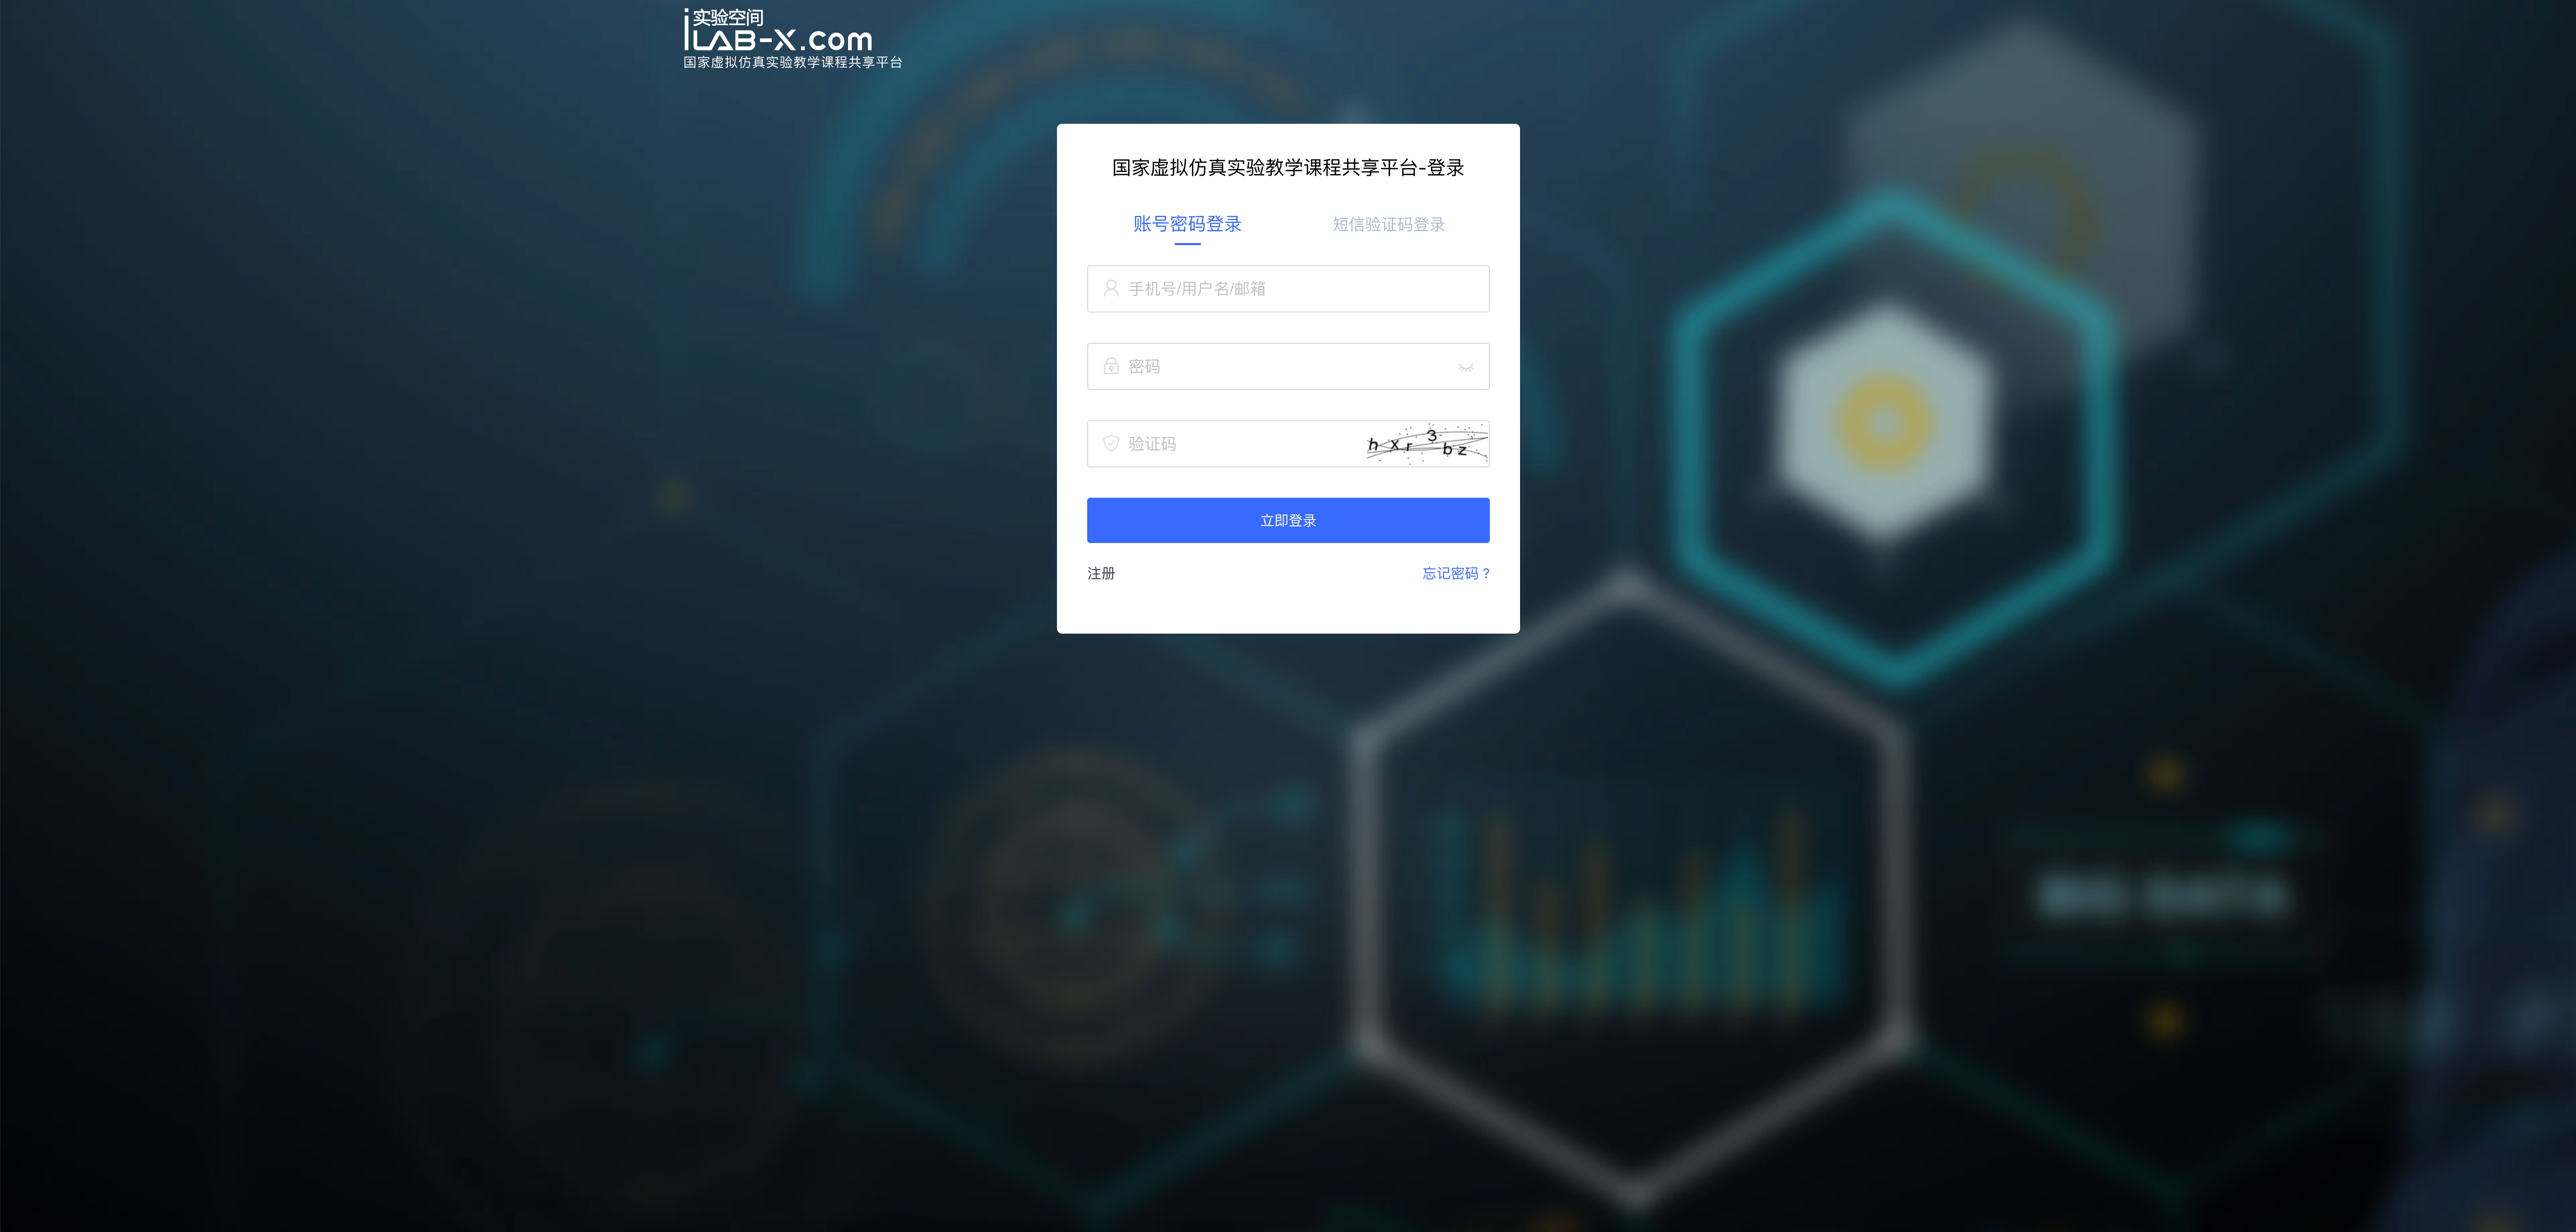 实验空间
iLAB-X.com
国家虚拟仿真实验教学课程共享平台
国家虚拟仿真实验教学课程共享平台-登录
账号密码登录
短信验证码登录
手机号/用户名/邮箱
密码
验证码
hxr3bz
立即登录
注册
忘记密码？
BIG DATA